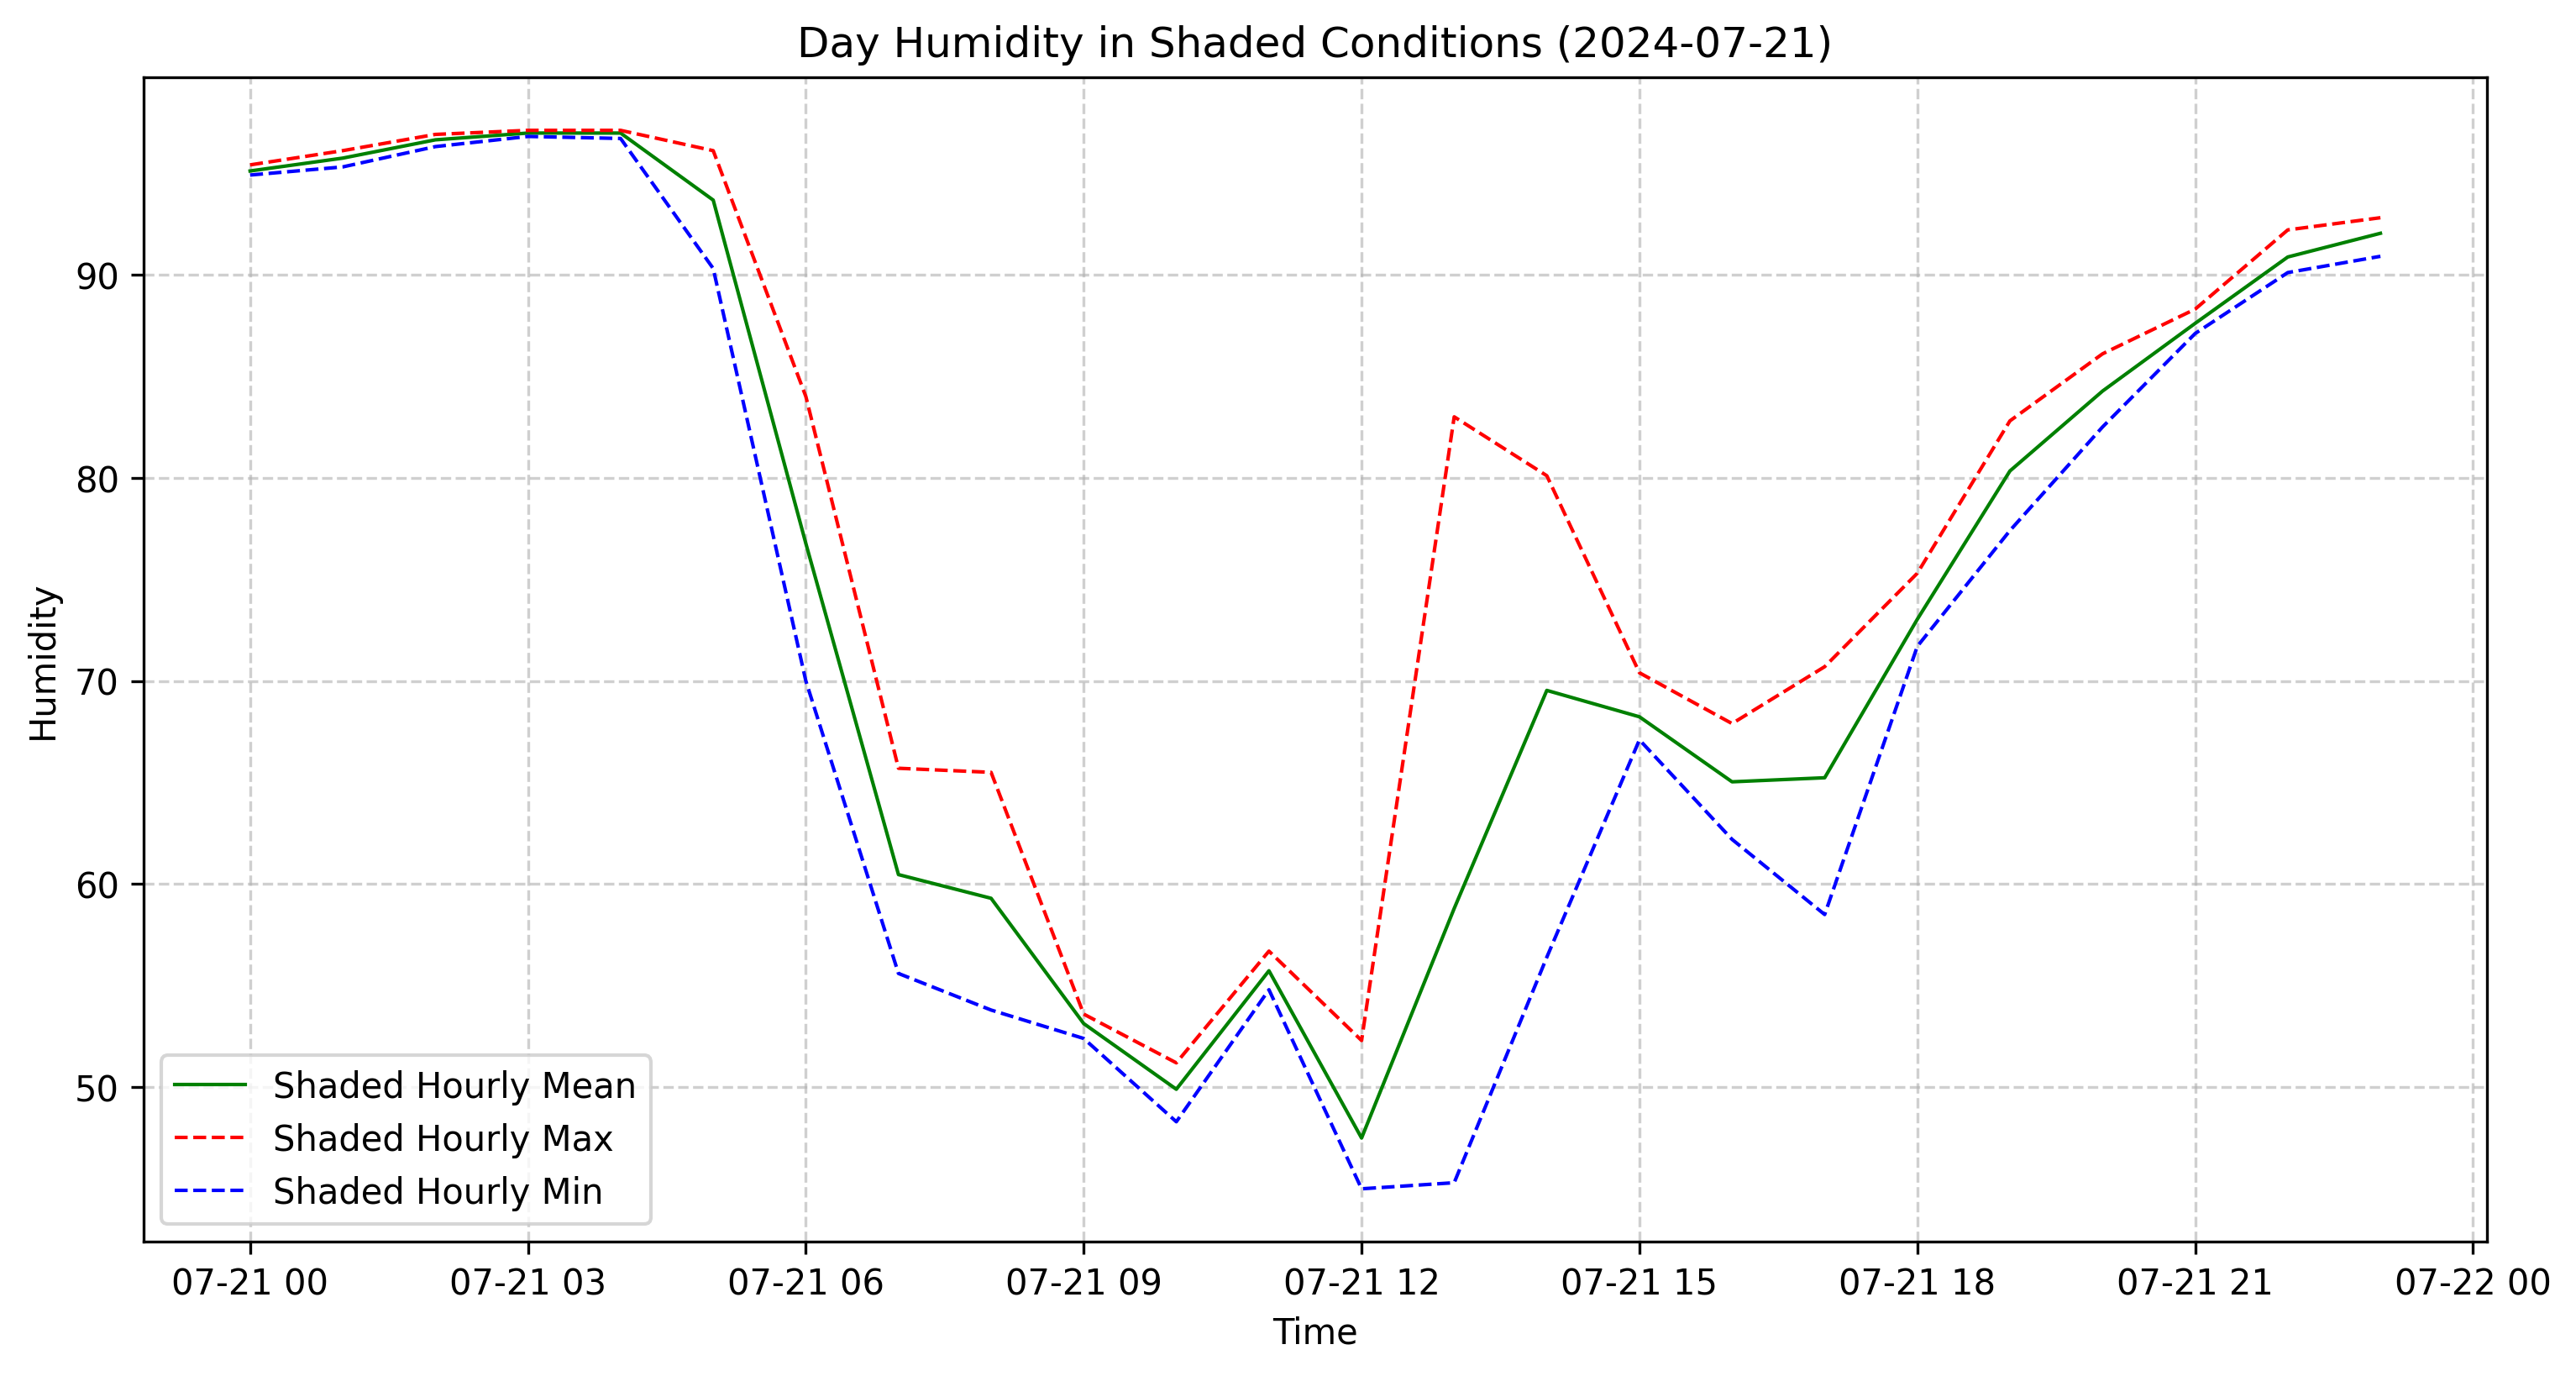 Day Humidity in Shaded Conditions (2024-07-21)
Humidity
90
80
70
60
50
Shaded Hourly Mean
Shaded Hourly Max
Shaded Hourly Min
07-21 00
07-21 03
07-21 06
07-21 09
07-21 12
07-21 15
07-21 18
07-21 21
07-22 00
Time